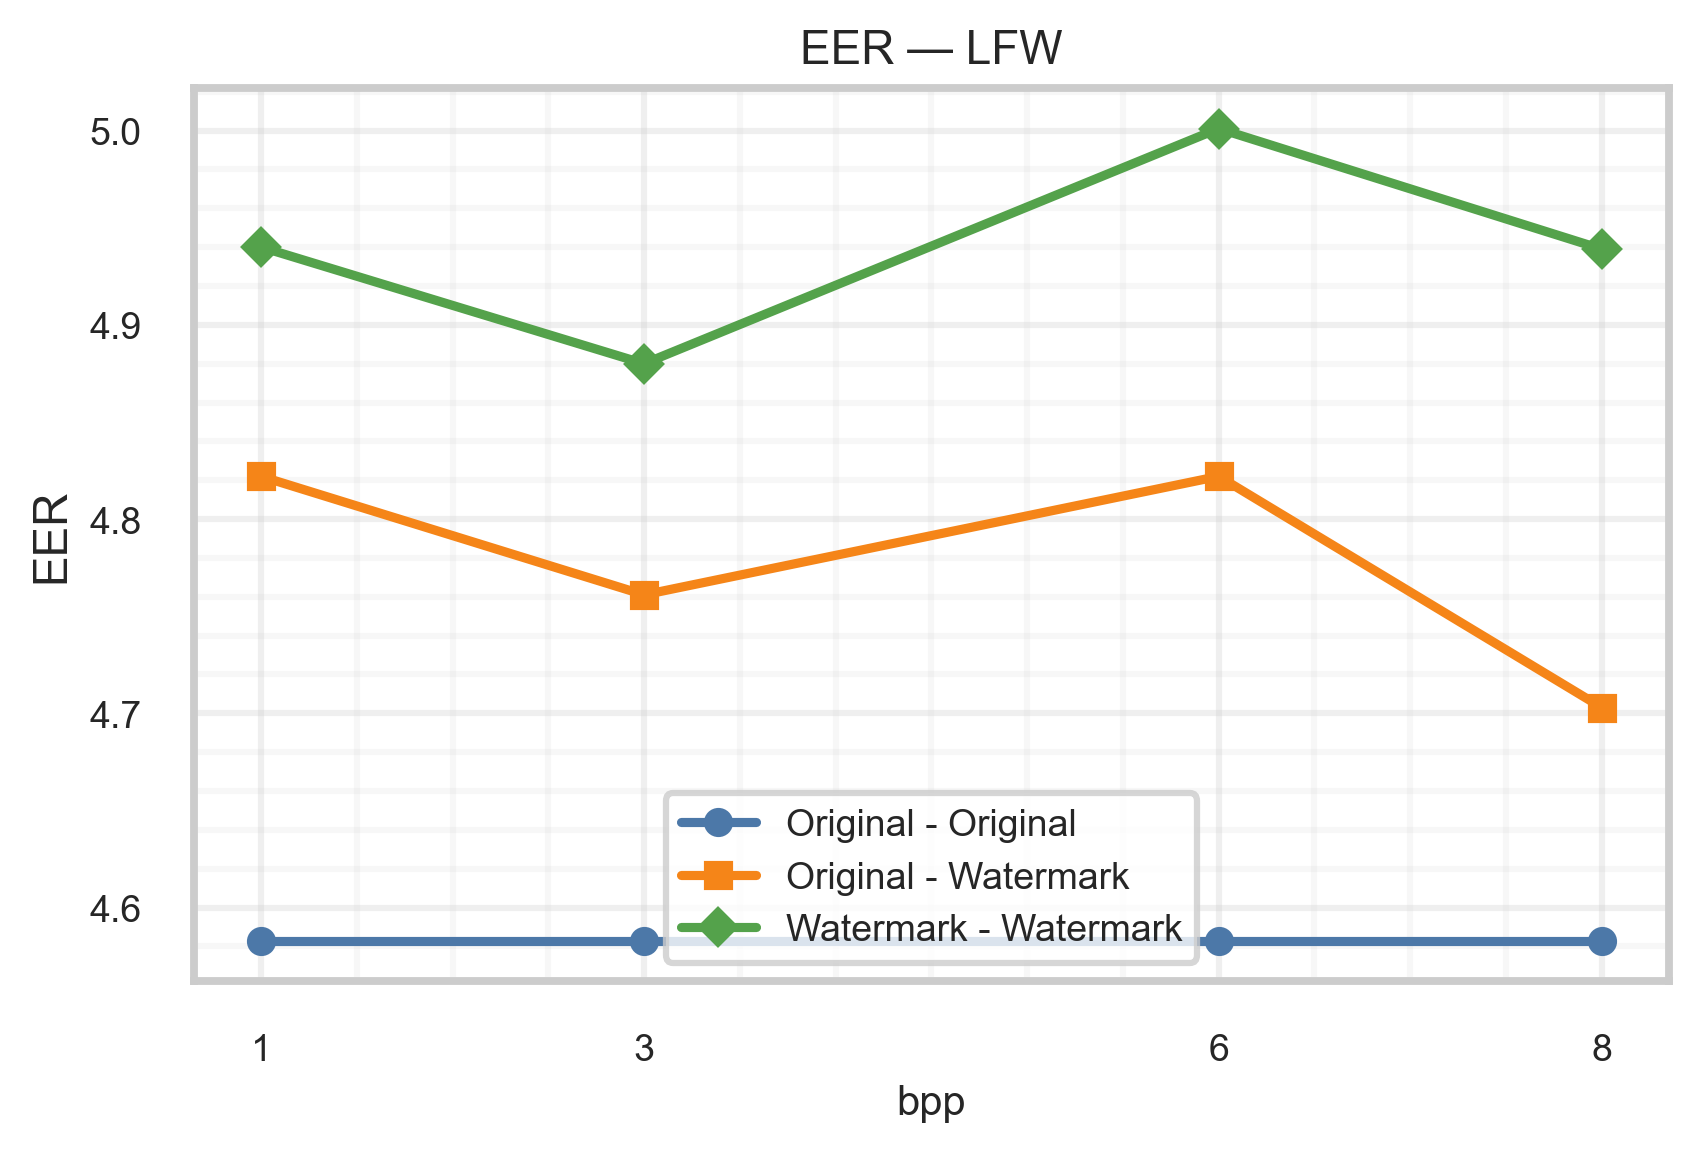 EER — LFW
EER
5.0
4.9
4.8
4.7
4.6
Original - Original
Original - Watermark
Watermark - Watermark
1 3 6 8
bpp